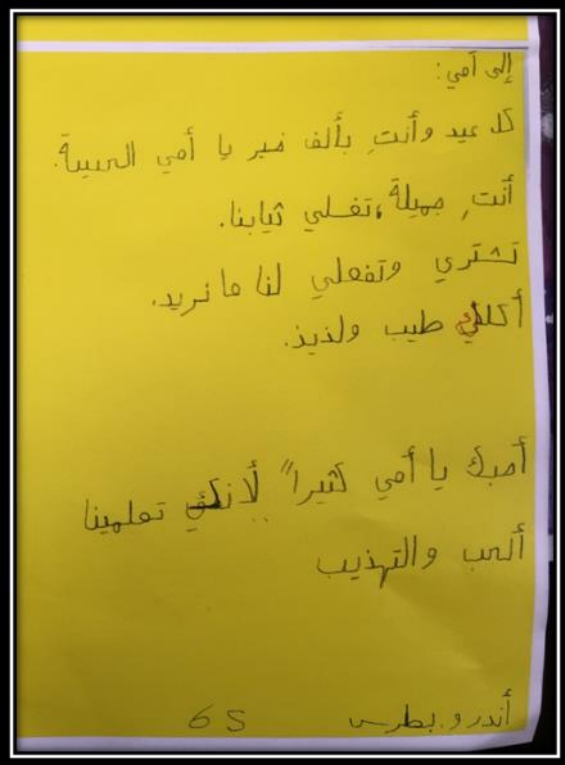 إلى أمي:
كل عيد وأنتِ بألف خير يا أمي الحبيبة.
أنتِ جميلة، تغسلي ثيابنا.
تشتري وتفعلي لنا ما نريد.
أكلكِ طيب ولذيذ.
أحبك يا أمي كثيراً لأنكِ تعلمينا
ألحب والتهذيب
أندرو بطرس 6S